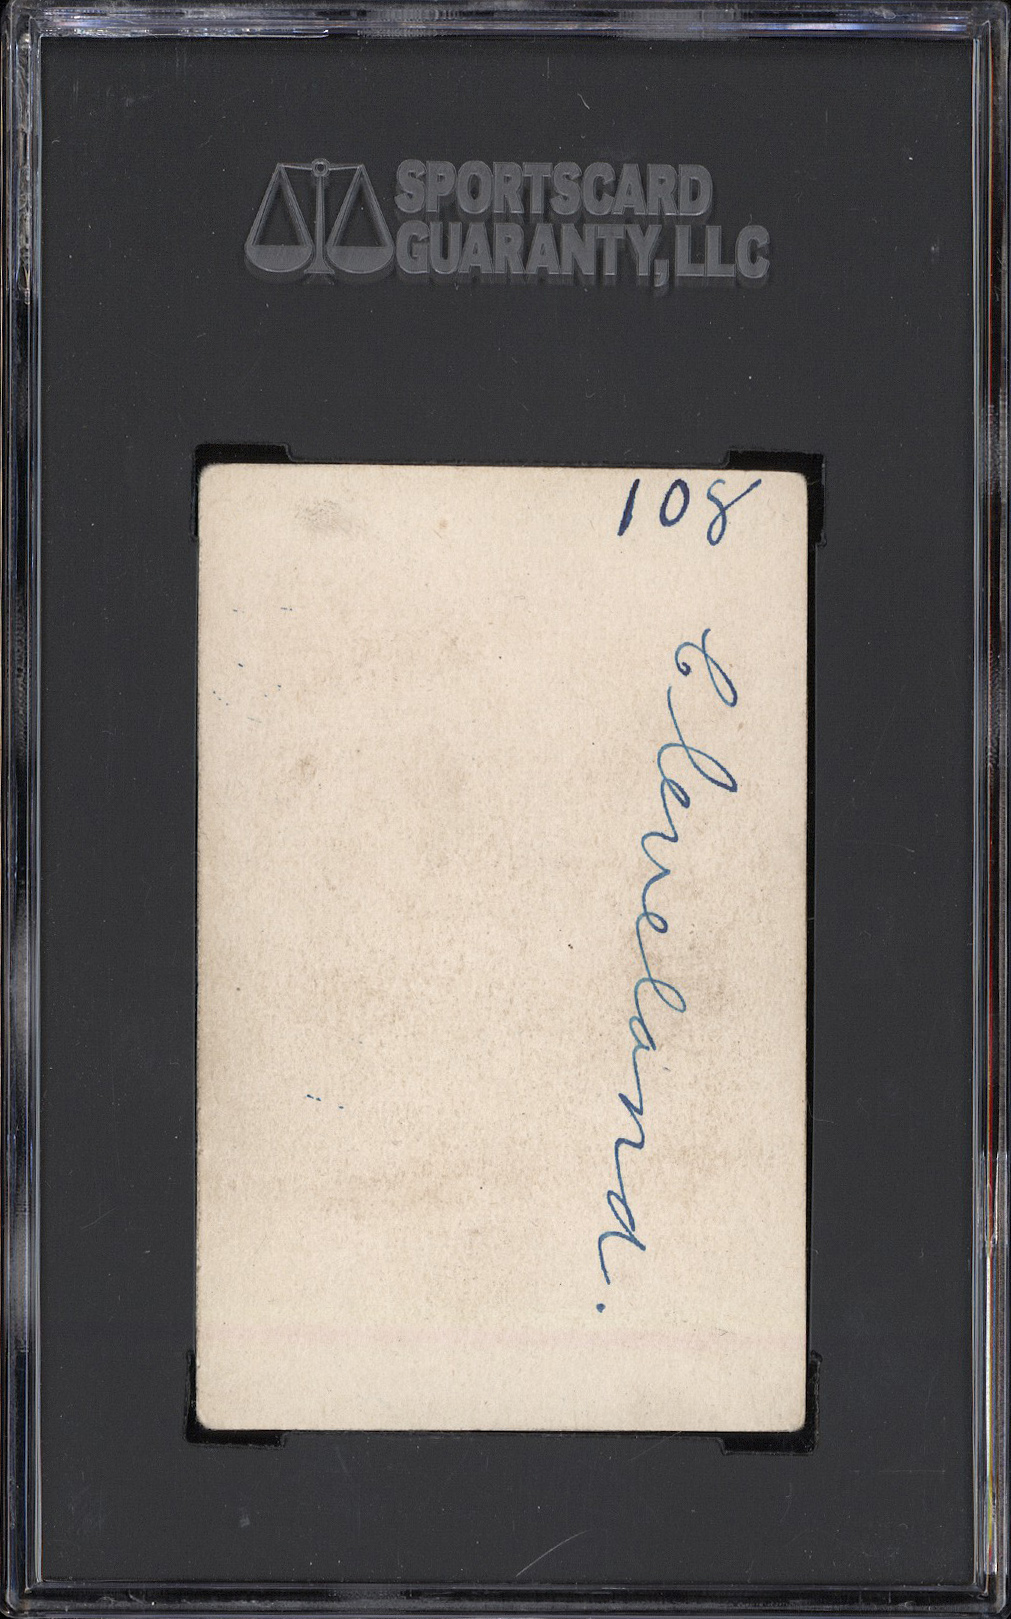 SPORTSCARD
GUARANTY, LLC
108
Cleveland.